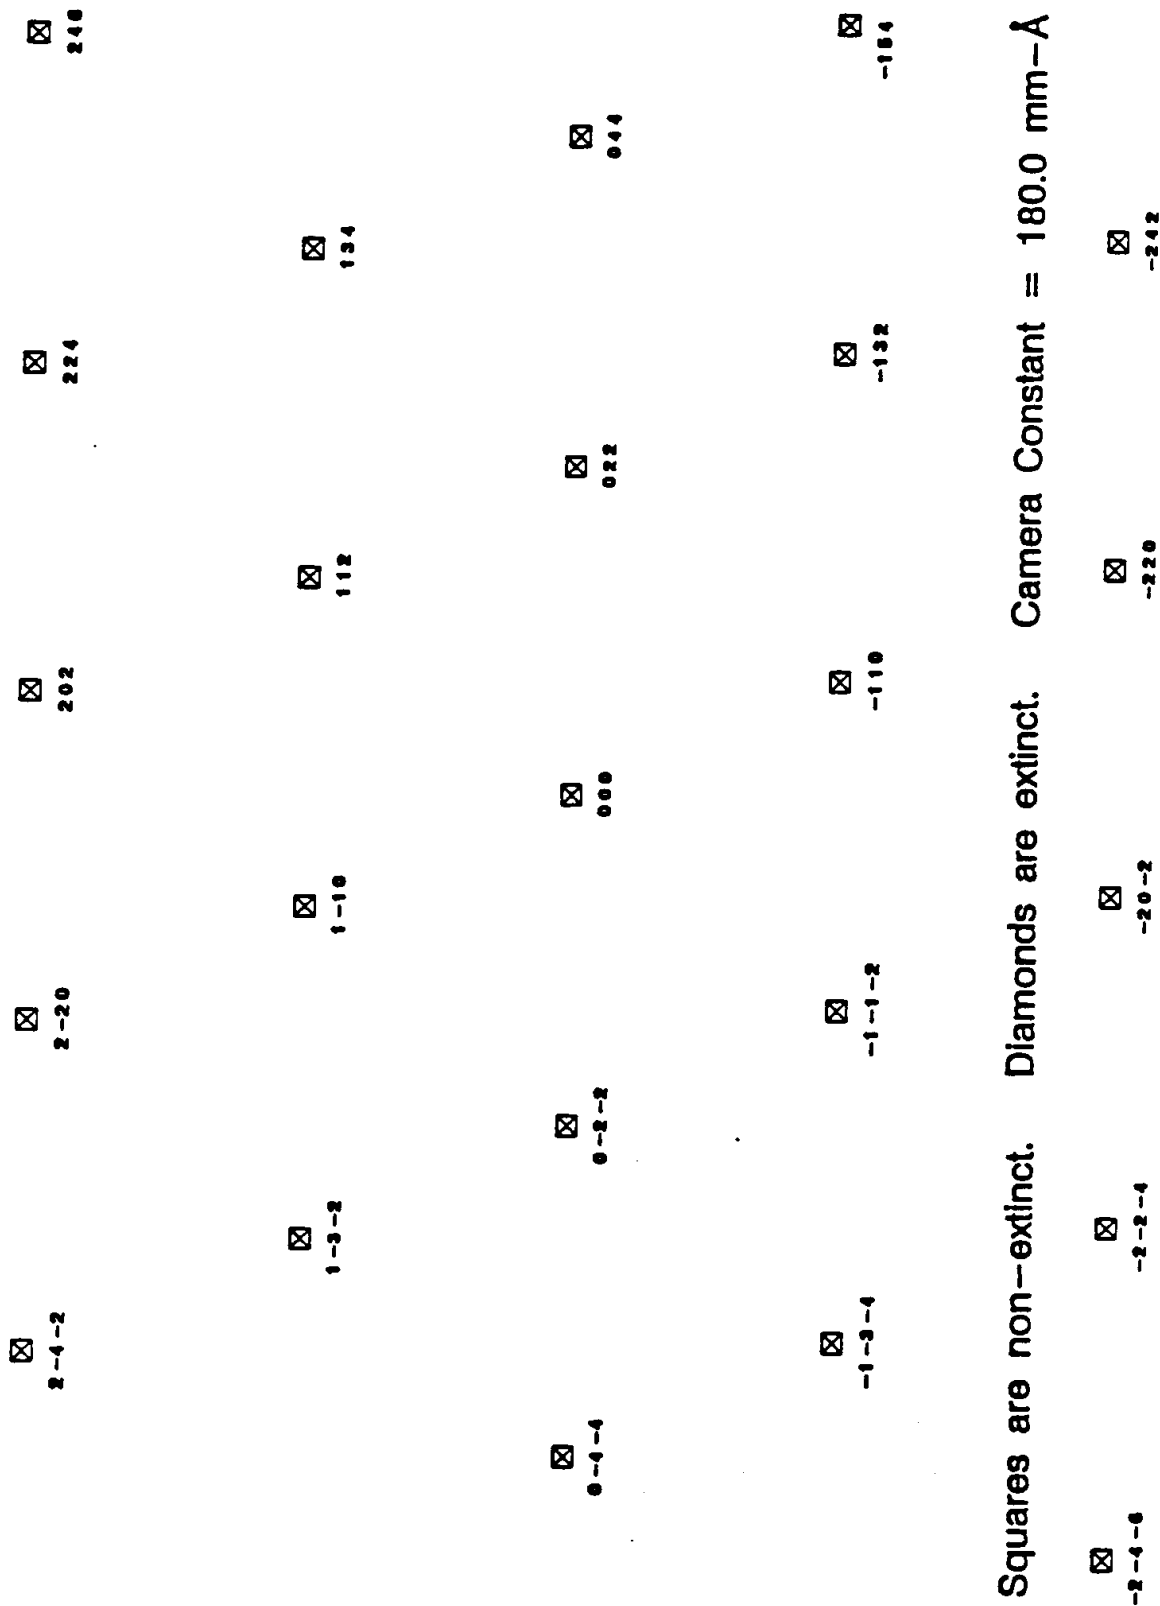 2-4-2 2-20 202 224 246
1-3-2 1-10 112 134
0-4-4 0-2-2 000 022 044
-1-3-4 -1-1-2 -110 -132 -154
Squares are non-extinct. Diamonds are extinct. Camera Constant = 180.0 mm-Å
-2-4-6 -2-2-4 -20-2 -220 -242